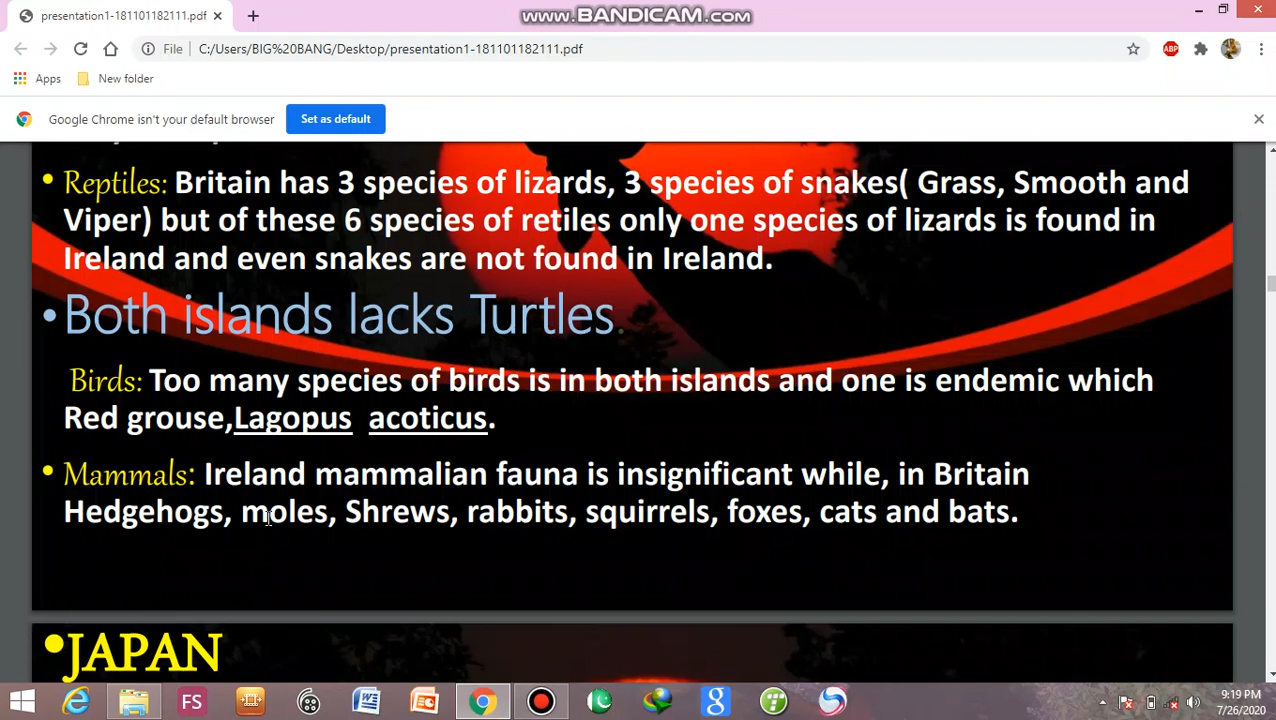 www.BANDICAM.com
presentation1-181101182111.pdf
File C:/Users/BIG%20BANG/Desktop/presentation1-181101182111.pdf
ABP
Apps New folder
Google Chrome isn't your default browser Set as default
• Reptiles: Britain has 3 species of lizards, 3 species of snakes( Grass, Smooth and
Viper) but of these 6 species of retiles only one species of lizards is found in
Ireland and even snakes are not found in Ireland.
• Both islands lacks Turtles.
Birds: Too many species of birds is in both islands and one is endemic which
Red grouse,Lagopus acoticus.
• Mammals: Ireland mammalian fauna is insignificant while, in Britain
Hedgehogs, moles, Shrews, rabbits, squirrels, foxes, cats and bats.
• JAPAN
FS
9:19 PM
7/26/2020